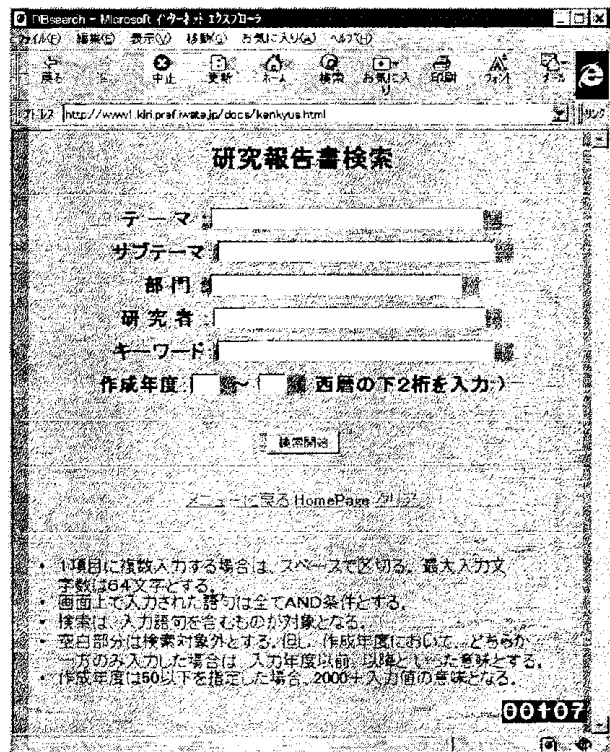 DBsearch - Microsoft インターネット エクスプローラ
ファイル(F) 編集(E) 表示(V) 移動(G) お気に入り(A) ヘルプ(H)
戻る 中止 更新 ホーム 検索 お気に入り 印刷 フォント メール
アドレス http://www1.kiri.pref.iwate.jp/docs/kenkyus.html リンク
研究報告書検索
テーマ :
サブテーマ :
部門 :
研究者 :
キーワード :
作成年度 : ~ 西暦の下2桁を入力)
検索開始
メニューに戻る HomePage クリア
・ 1項目に複数入力する場合は、スペースで区切る。最大入力文
字数は64文字とする。
・ 画面上で入力された語句は全てAND条件とする。
・ 検索は、入力語句を含むものが対象となる。
・ 空白部分は検索対象外とする。但し、作成年度において、どちらか
一方のみ入力した場合は、入力年度以前、以降といった意味とする。
・ 作成年度は50以下を指定した場合、2000+入力値の意味となる。
00107